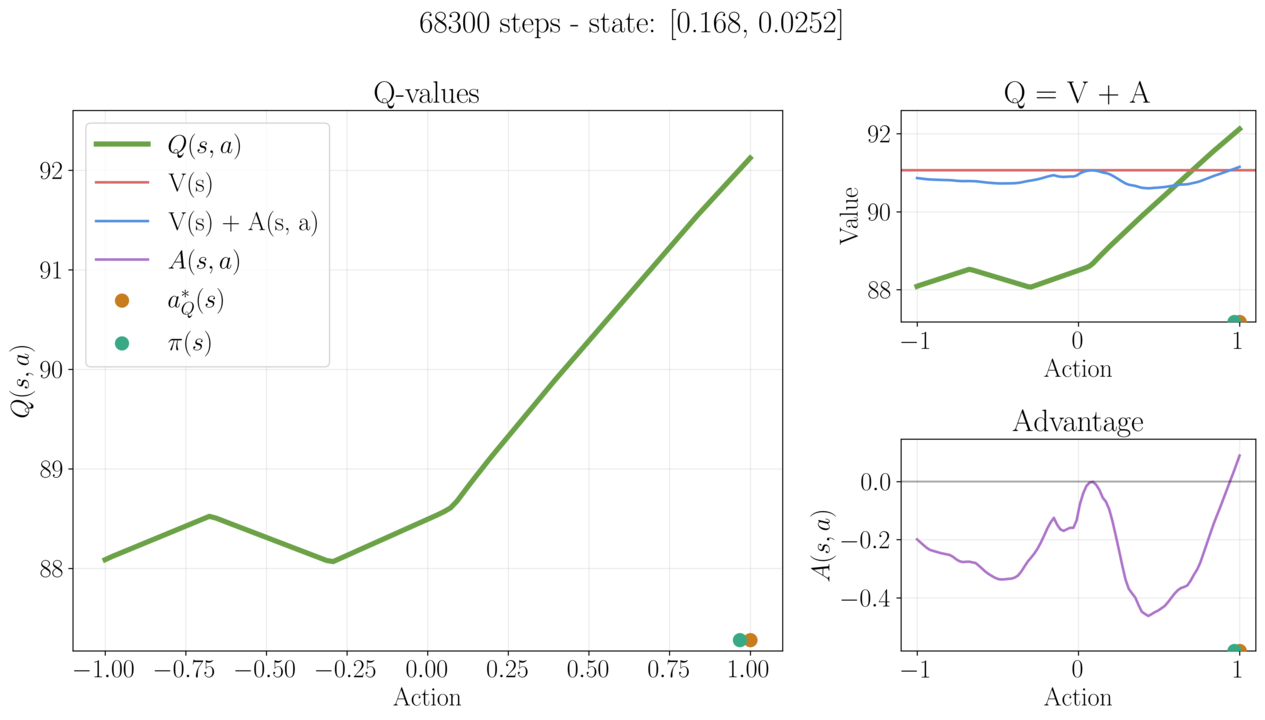 68300 steps - state: [0.168, 0.0252]
Q-values
Q(s, a)
V(s)
V(s) + A(s, a)
A(s, a)
a*Q(s)
π(s)
92
91
90
89
88
Q(s, a)
−1.00 −0.75 −0.50 −0.25 0.00 0.25 0.50 0.75 1.00
Action
Q = V + A
92
90
88
Value
−1 0 1
Action
Advantage
0.0
−0.2
−0.4
A(s, a)
−1 0 1
Action